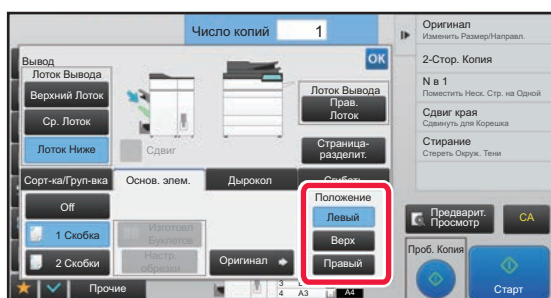 Число копий 1
Вывод
OK
Лоток Вывода
Верхний Лоток
Ср. Лоток
Лоток Ниже
Сдвиг
Лоток Вывода
Прав.
Лоток
Страница-
разделит.
Сорт-ка/Груп-вка
Основ. элем.
Дырокол
Сгибать
Off
1 Скобка
2 Скобки
Изготовл
Буклетов
Настр.
обрезки
Оригинал
Положение
Левый
Верх
Правый
Прочие
3
4 A3
A4
Оригинал
Изменить Размер/Направл.
2-Стор. Копия
N в 1
Поместить Неск. Стр. на Одной
Сдвиг края
Сдвинуть для Корешка
Стирание
Стереть Окруж. Тени
Предварит.
Просмотр
CA
Проб. Копия
Старт